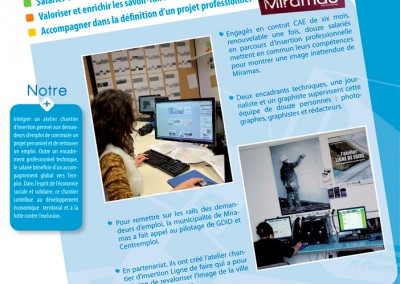 Valoriser et enrichir les savoir-fai
Accompagner dans la définition d'un projet professionnel
Miramas
Notre
+
Intégrer un atelier chantier
d'insertion permet aux deman-
deurs d'emploi de construire un
projet personnel et de retrouver
un emploi. Outre un encadre-
ment professionnel technique,
le salarié bénéficie d'un ac-
compagnement global vers l'em-
ploi. Dans l'esprit de l'économie
sociale et solidaire, ce chantier
contribue au développement
économique territorial et à la
lutte contre l'exclusion.
Engagés en contrat CAE de six mois,
renouvelable une fois, douze salariés
en parcours d'insertion professionnelle
mettent en commun leurs compétences
pour montrer une image inattendue de
Miramas.
Deux encadrants techniques, une jour-
naliste et un graphiste supervisent cette
équipe de douze personnes : photo-
graphes, graphistes et rédacteurs.
l'atelier
LIGNE DE FAIRE
Pour remettre sur les rails des deman-
deurs d'emploi, la municipalité de Mira-
mas a fait appel au pilotage de GDID et
Centremploi.
En partenariat, ils ont créé l'atelier chan-
tier d'insertion Ligne de faire qui a pour
de revaloriser l'image de la ville